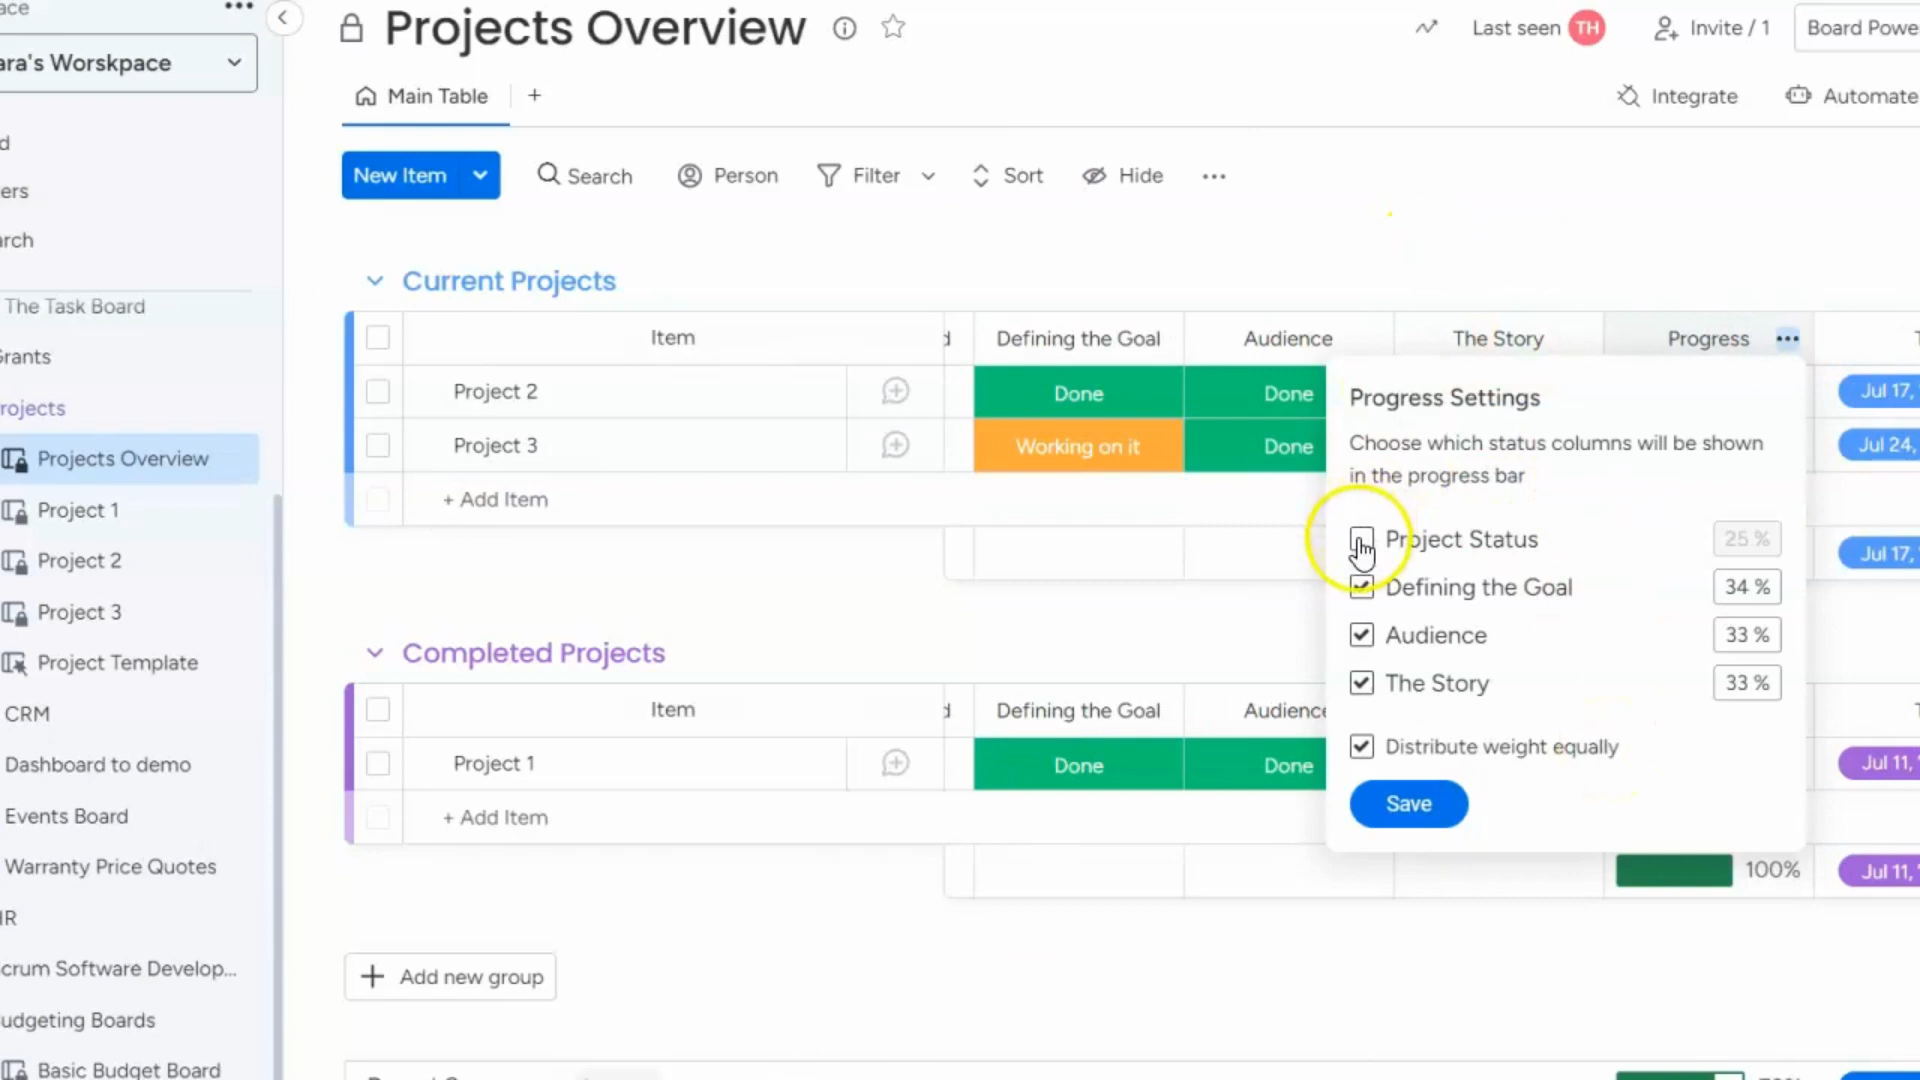 ace
Projects Overview
Last seen TH
Invite / 1
Board Powe
ara's Worskpace
Main Table
+
Integrate
Automate
d
ers
arch
New Item
Search
Person
Filter
Sort
Hide
The Task Board
Grants
rojects
Projects Overview
Project 1
Project 2
Project 3
Project Template
CRM
Dashboard to demo
Events Board
Warranty Price Quotes
HR
crum Software Develop...
udgeting Boards
Basic Budget Board
Current Projects
Item
d
Defining the Goal
Audience
The Story
Progress
T
Project 2
Done
Done
Jul 17,
Project 3
Working on it
Done
Jul 24,
+ Add Item
Jul 17,
Progress Settings
Choose which status columns will be shown
in the progress bar
Project Status
25 %
Defining the Goal
34 %
Audience
33 %
The Story
33 %
Distribute weight equally
Save
Completed Projects
Item
d
Defining the Goal
Audience
T
Project 1
Done
Done
Jul 11,
+ Add Item
100%
Jul 11,
Add new group